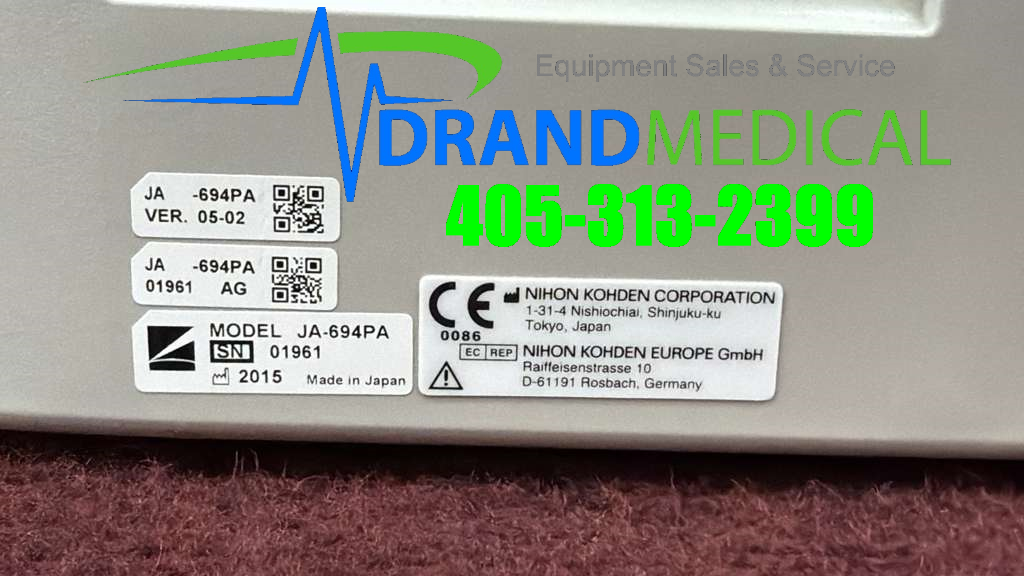 Equipment Sales & Service
DRANDMEDICAL
405-313-2399
JA -694PA
VER. 05-02
JA -694PA
01961 AG
MODEL JA-694PA
SN 01961
2015 Made in Japan
CE
0086
NIHON KOHDEN CORPORATION
1-31-4 Nishiochiai, Shinjuku-ku
Tokyo, Japan
EC REP NIHON KOHDEN EUROPE GmbH
Raiffeisenstrasse 10
D-61191 Rosbach, Germany